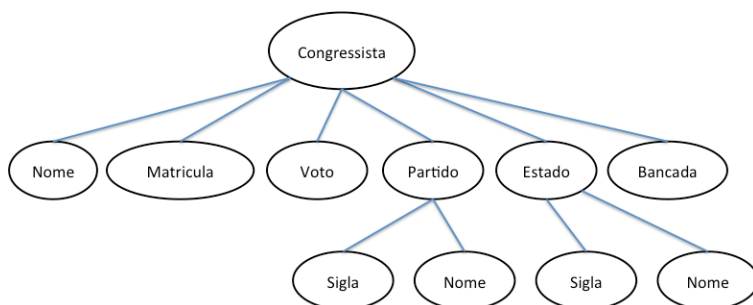 Congressista
Nome
Matricula
Voto
Partido
Estado
Bancada
Sigla
Nome
Sigla
Nome